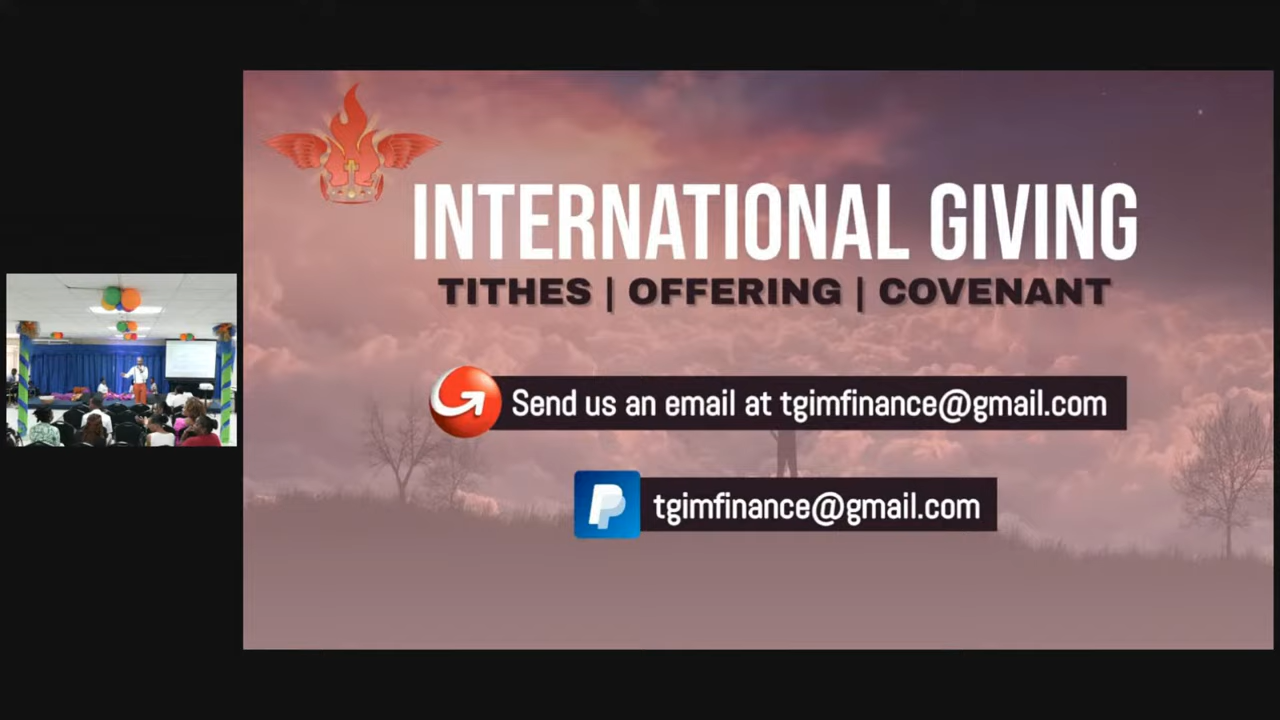 INTERNATIONAL GIVING
TITHES | OFFERING | COVENANT
Send us an email at tgimfinance@gmail.com
tgimfinance@gmail.com